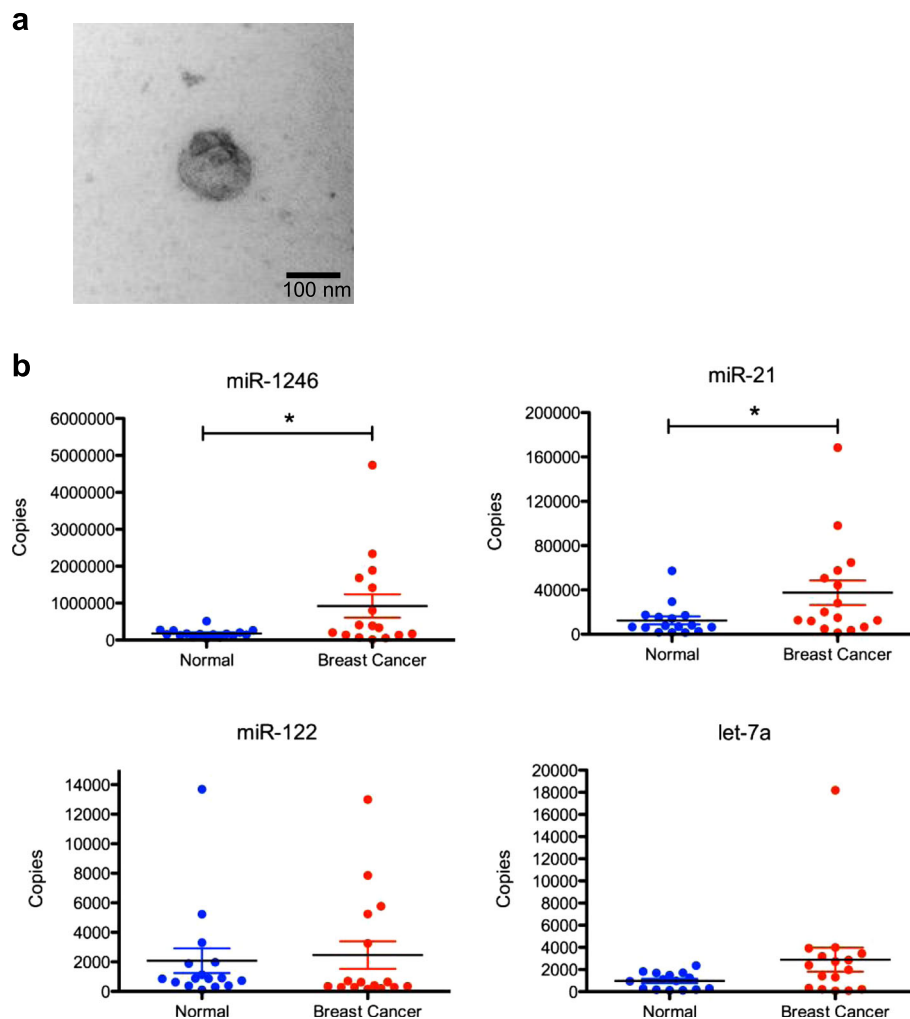 a
100 nm
b
miR-1246
*
6000000
5000000
4000000
3000000
2000000
1000000
0
Copies
Normal
Breast Cancer
miR-21
*
200000
160000
120000
80000
40000
0
Copies
Normal
Breast Cancer
miR-122
14000
12000
10000
8000
6000
4000
2000
0
Copies
Normal
Breast Cancer
let-7a
20000
18000
16000
14000
12000
10000
8000
6000
4000
2000
0
Copies
Normal
Breast Cancer